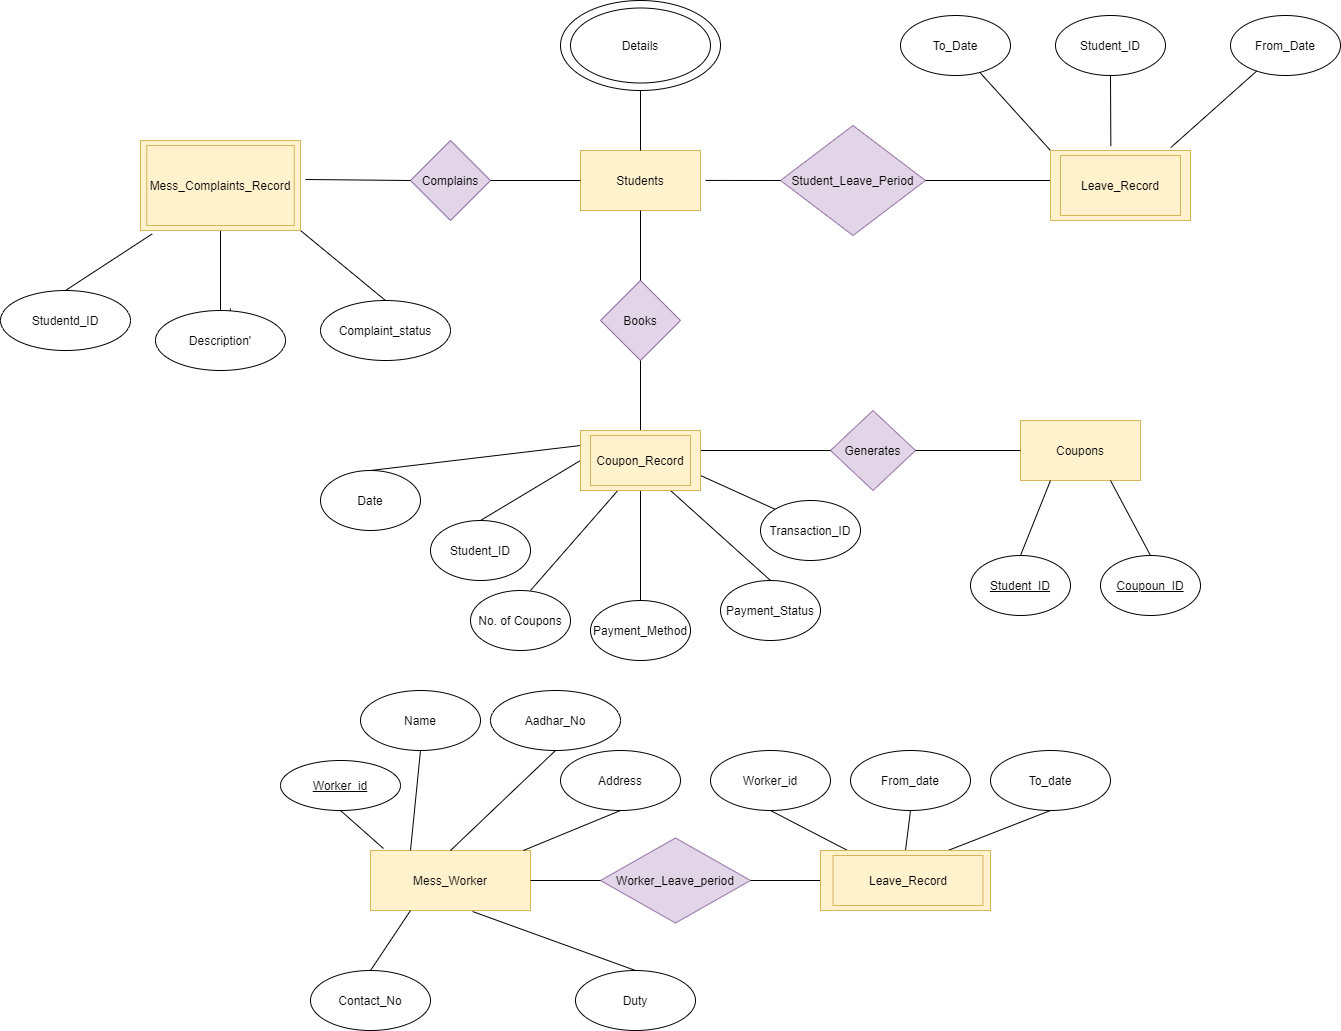 Details
To_Date
Student_ID
From_Date
Mess_Complaints_Record
Complains
Students
Student_Leave_Period
Leave_Record
Studentd_ID
Description'
Complaint_status
Books
Coupon_Record
Generates
Coupons
Date
Student_ID
Transaction_ID
No. of Coupons
Payment_Method
Payment_Status
Student_ID
Coupoun_ID
Name
Aadhar_No
Worker_id
Address
Worker_id
From_date
To_date
Mess_Worker
Worker_Leave_period
Leave_Record
Contact_No
Duty